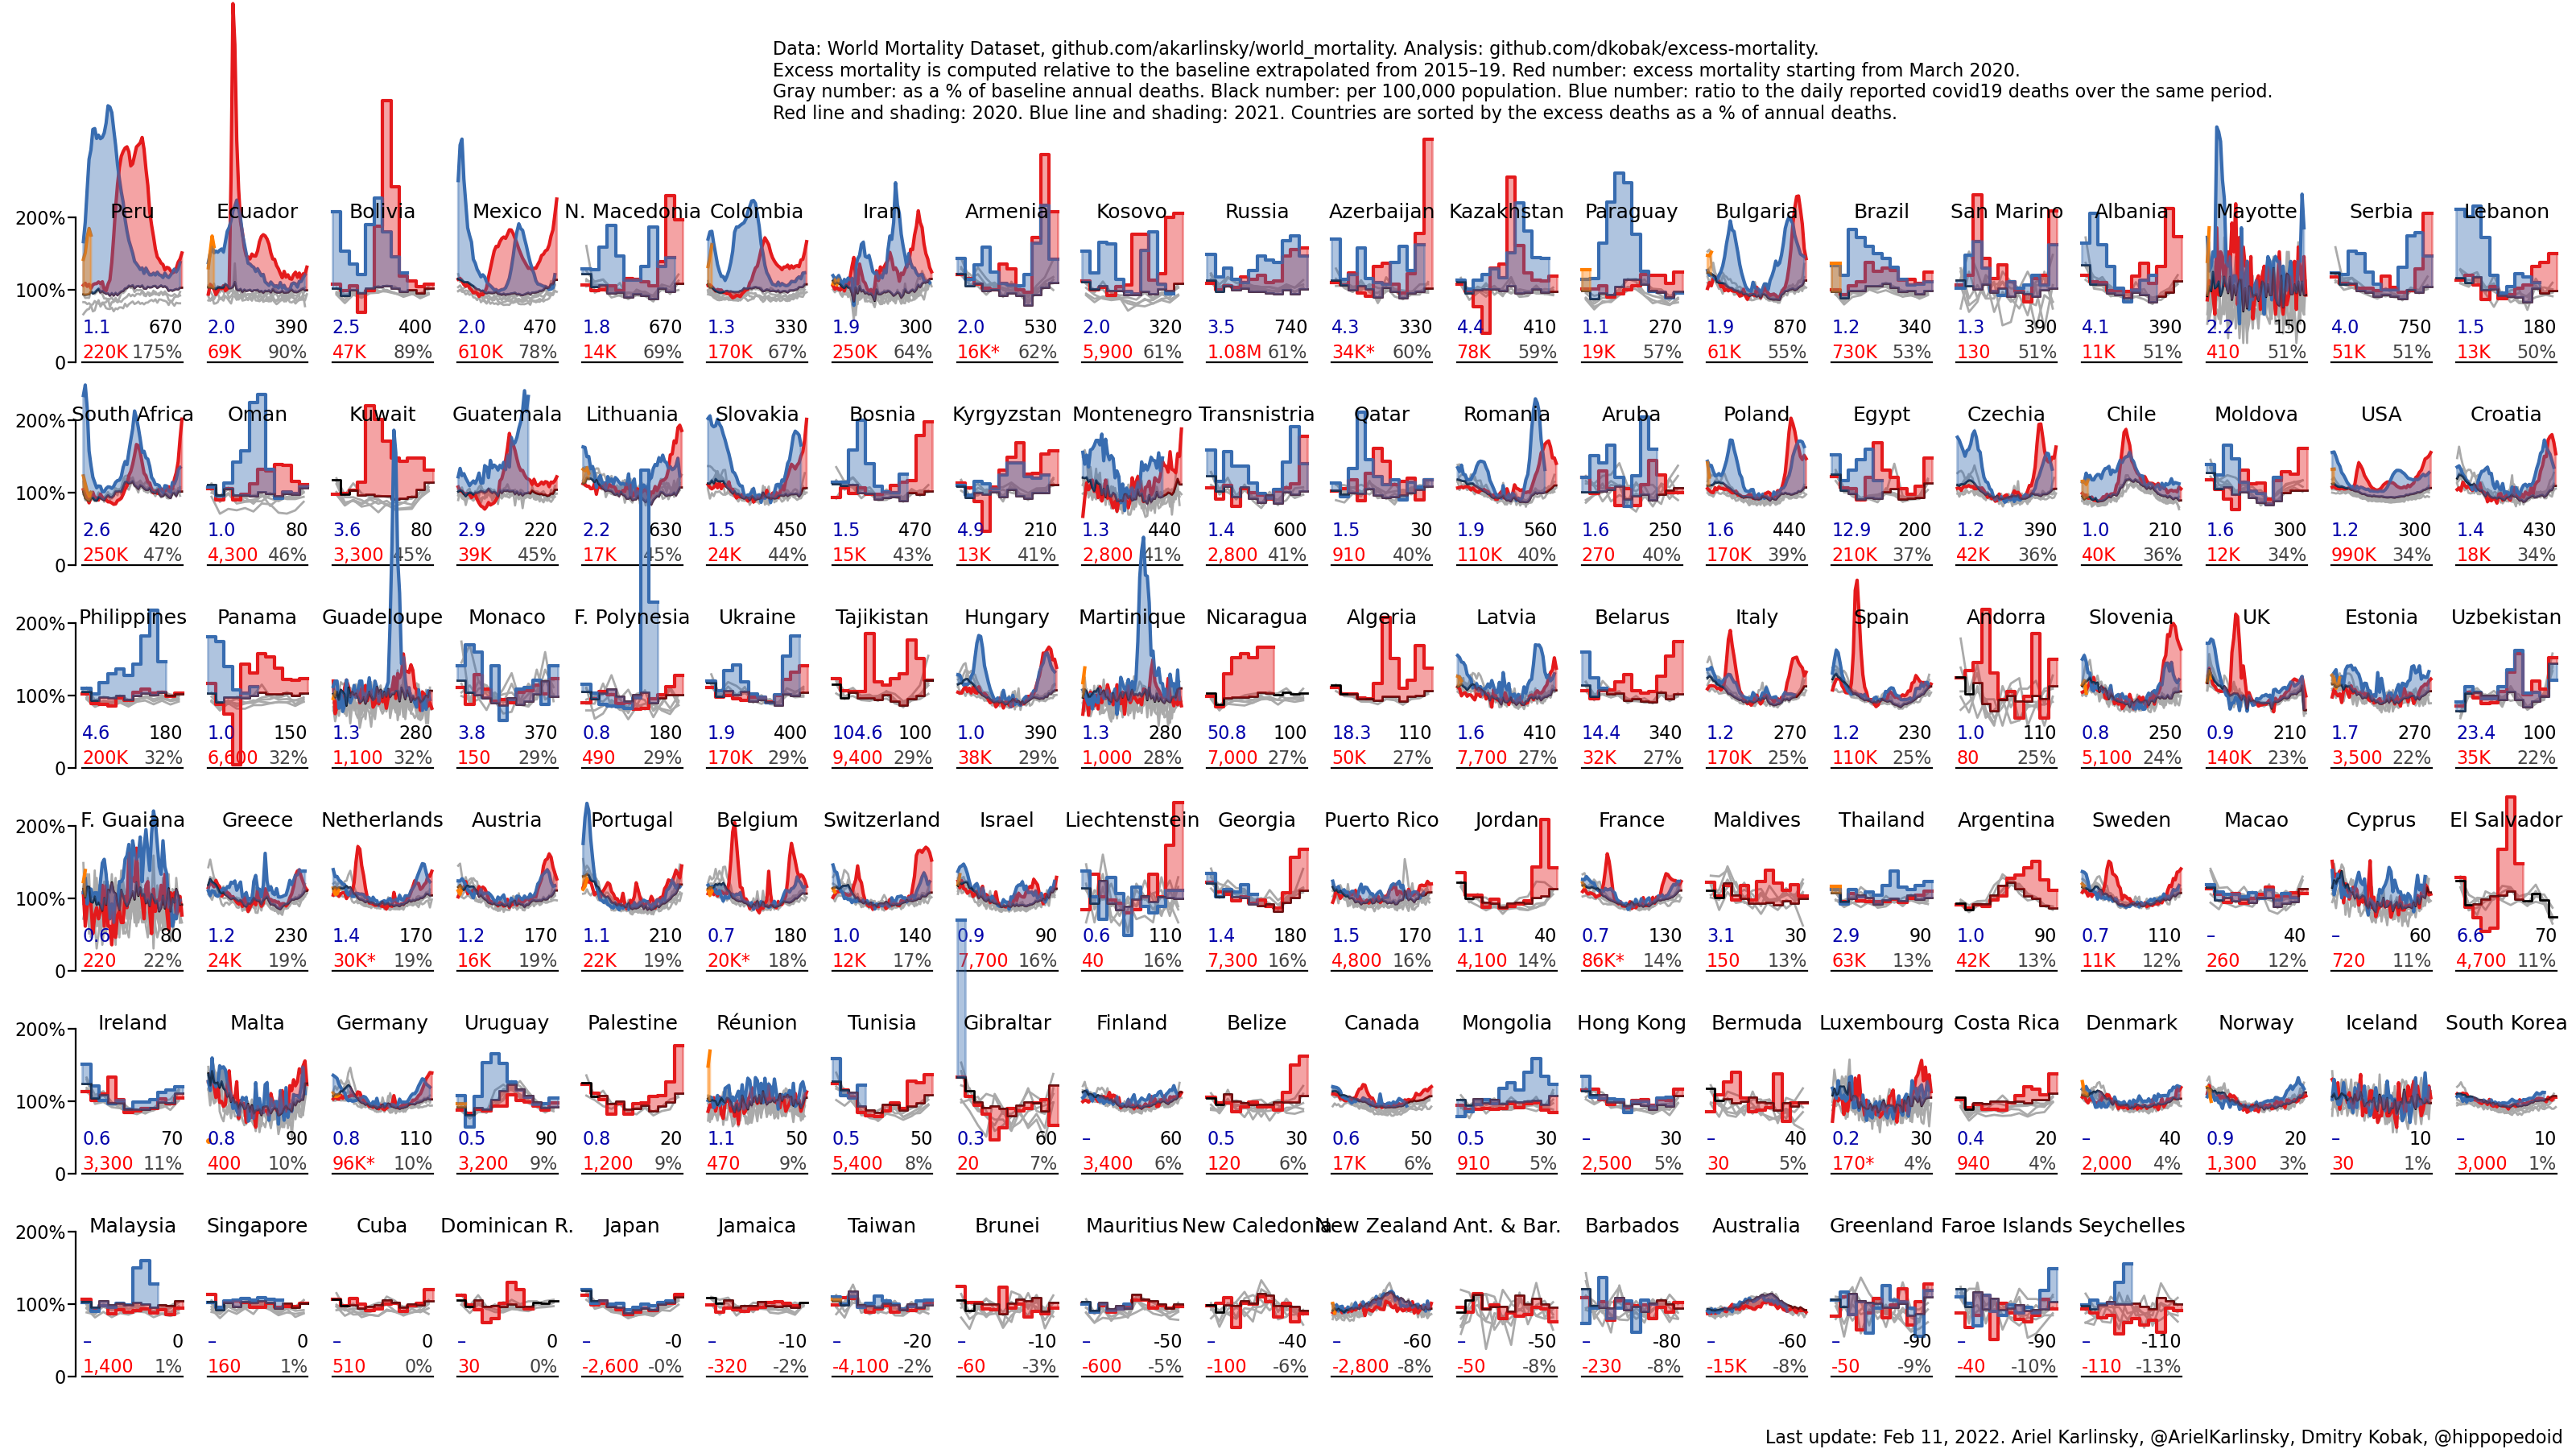 Data: World Mortality Dataset, github.com/akarlinsky/world_mortality. Analysis: github.com/dkobak/excess-mortality.
Excess mortality is computed relative to the baseline extrapolated from 2015–19. Red number: excess mortality starting from March 2020.
Gray number: as a % of baseline annual deaths. Black number: per 100,000 population. Blue number: ratio to the daily reported covid19 deaths over the same period.
Red line and shading: 2020. Blue line and shading: 2021. Countries are sorted by the excess deaths as a % of annual deaths.
200% Peru Ecuador Bolivia Mexico N. Macedonia Colombia Iran Armenia Kosovo Russia Azerbaijan Kazakhstan Paraguay Bulgaria Brazil San Marino Albania Mayotte Serbia Lebanon
100%
1.1 670 2.0 390 2.5 400 2.0 470 1.8 670 1.3 330 1.9 300 2.0 530 2.0 320 3.5 740 4.3 330 4.4 410 1.1 270 1.9 870 1.2 340 1.3 390 4.1 390 2.2 150 4.0 750 1.5 180
0 220K 175% 69K 90% 47K 89% 610K 78% 14K 69% 170K 67% 250K 64% 16K* 62% 5,900 61% 1.08M 61% 34K* 60% 78K 59% 19K 57% 61K 55% 730K 53% 130 51% 11K 51% 410 51% 51K 51% 13K 50%
200% South Africa Oman Kuwait Guatemala Lithuania Slovakia Bosnia Kyrgyzstan Montenegro Transnistria Qatar Romania Aruba Poland Egypt Czechia Chile Moldova USA Croatia
100%
2.6 420 1.0 80 3.6 80 2.9 220 2.2 630 1.5 450 1.5 470 4.9 210 1.3 440 1.4 600 1.5 30 1.9 560 1.6 250 1.6 440 12.9 200 1.2 390 1.0 210 1.6 300 1.2 300 1.4 430
0 250K 47% 4,300 46% 3,300 45% 39K 45% 17K 45% 24K 44% 15K 43% 13K 41% 2,800 41% 2,800 41% 910 40% 110K 40% 270 40% 170K 39% 210K 37% 42K 36% 40K 36% 12K 34% 990K 34% 18K 34%
200% Philippines Panama Guadeloupe Monaco F. Polynesia Ukraine Tajikistan Hungary Martinique Nicaragua Algeria Latvia Belarus Italy Spain Andorra Slovenia UK Estonia Uzbekistan
100%
4.6 180 1.0 150 1.3 280 3.8 370 0.8 180 1.9 400 104.6 100 1.0 390 1.3 280 50.8 100 18.3 110 1.6 410 14.4 340 1.2 270 1.2 230 1.0 110 0.8 250 0.9 210 1.7 270 23.4 100
0 200K 32% 6,600 32% 1,100 32% 150 29% 490 29% 170K 29% 9,400 29% 38K 29% 1,000 28% 7,000 27% 50K 27% 7,700 27% 32K 27% 170K 25% 110K 25% 80 25% 5,100 24% 140K 23% 3,500 22% 35K 22%
200% F. Guaiana Greece Netherlands Austria Portugal Belgium Switzerland Israel Liechtenstein Georgia Puerto Rico Jordan France Maldives Thailand Argentina Sweden Macao Cyprus El Salvador
100%
0.6 80 1.2 230 1.4 170 1.2 170 1.1 210 0.7 180 1.0 140 0.9 90 0.6 110 1.4 180 1.5 170 1.1 40 0.7 130 3.1 30 2.9 90 1.0 90 0.7 110 – 40 – 60 6.6 70
0 220 22% 24K 19% 30K* 19% 16K 19% 22K 19% 20K* 18% 12K 17% 7,700 16% 40 16% 7,300 16% 4,800 16% 4,100 14% 86K* 14% 150 13% 63K 13% 42K 13% 11K 12% 260 12% 720 11% 4,700 11%
200% Ireland Malta Germany Uruguay Palestine Réunion Tunisia Gibraltar Finland Belize Canada Mongolia Hong Kong Bermuda Luxembourg Costa Rica Denmark Norway Iceland South Korea
100%
0.6 70 0.8 90 0.8 110 0.5 90 0.8 20 1.1 50 0.5 50 0.3 60 – 60 0.5 30 0.6 50 0.5 30 – 30 – 40 0.2 30 0.4 20 – 40 0.9 20 – 10 – 10
0 3,300 11% 400 10% 96K* 10% 3,200 9% 1,200 9% 470 9% 5,400 8% 20 7% 3,400 6% 120 6% 17K 6% 910 5% 2,500 5% 30 5% 170* 4% 940 4% 2,000 4% 1,300 3% 30 1% 3,000 1%
200% Malaysia Singapore Cuba Dominican R. Japan Jamaica Taiwan Brunei Mauritius New Caledonia New Zealand Ant. & Bar. Barbados Australia Greenland Faroe Islands Seychelles
100%
– 0 – 0 – 0 – 0 – -0 – -10 – -20 – -10 – -50 – -40 – -60 – -50 – -80 – -60 – -90 – -90 – -110
0 1,400 1% 160 1% 510 0% 30 0% -2,600 -0% -320 -2% -4,100 -2% -60 -3% -600 -5% -100 -6% -2,800 -8% -50 -8% -230 -8% -15K -8% -50 -9% -40 -10% -110 -13%
Last update: Feb 11, 2022. Ariel Karlinsky, @ArielKarlinsky, Dmitry Kobak, @hippopedoid